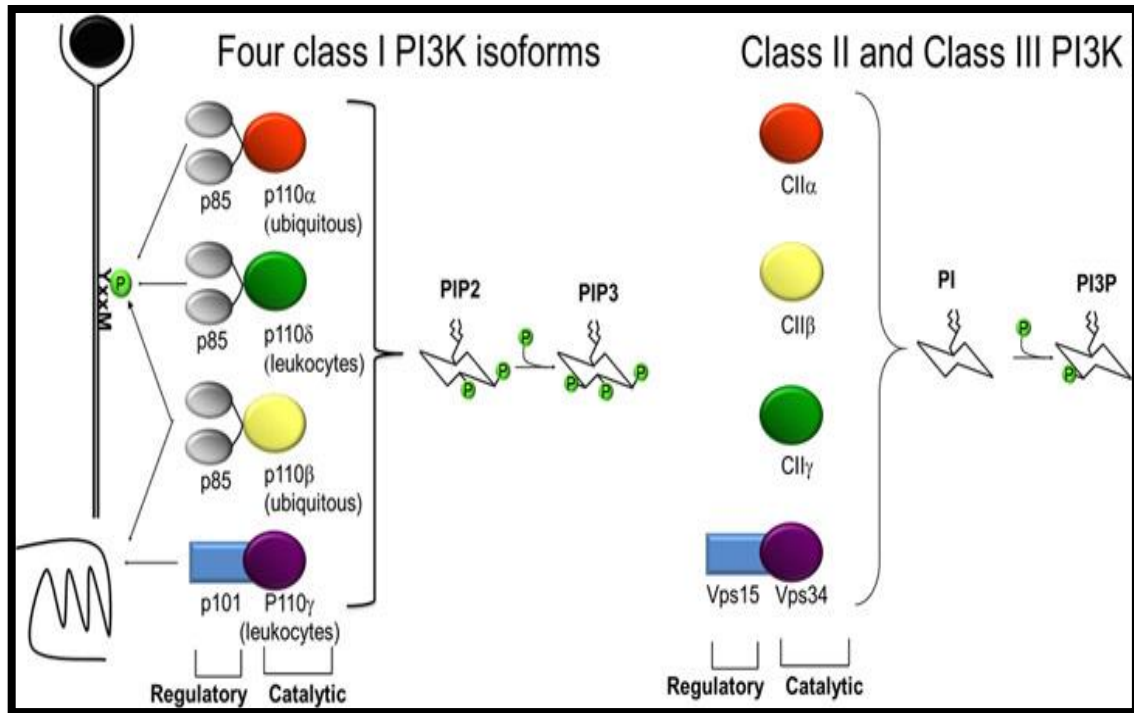 Four class I PI3K isoforms
Class II and Class III PI3K
p85
p110α
(ubiquitous)
YxxM
P
p85
p110δ
(leukocytes)
p85
p110β
(ubiquitous)
p101
P110γ
(leukocytes)
Regulatory
Catalytic
PIP2
PIP3
P
P
P
P
P
P
CIIα
CIIβ
CIIγ
Vps15
Vps34
Regulatory
Catalytic
PI
PI3P
P
P